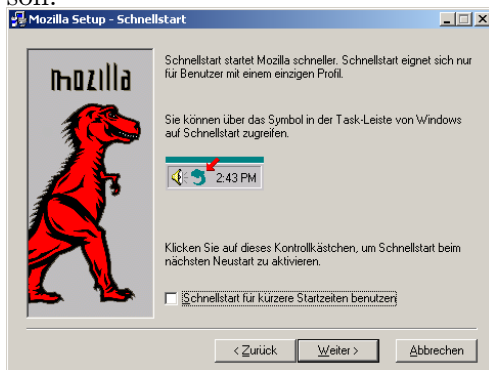 soll.
Mozilla Setup - Schnellstart
mozilla
Schnellstart startet Mozilla schneller. Schnellstart eignet sich nur
für Benutzer mit einem einzigen Profil.
Sie können über das Symbol in der Task-Leiste von Windows
auf Schnellstart zugreifen.
2:43 PM
Klicken Sie auf dieses Kontrollkästchen, um Schnellstart beim
nächsten Neustart zu aktivieren.
Schnellstart für kürzere Startzeiten benutzen
< Zurück Weiter > Abbrechen